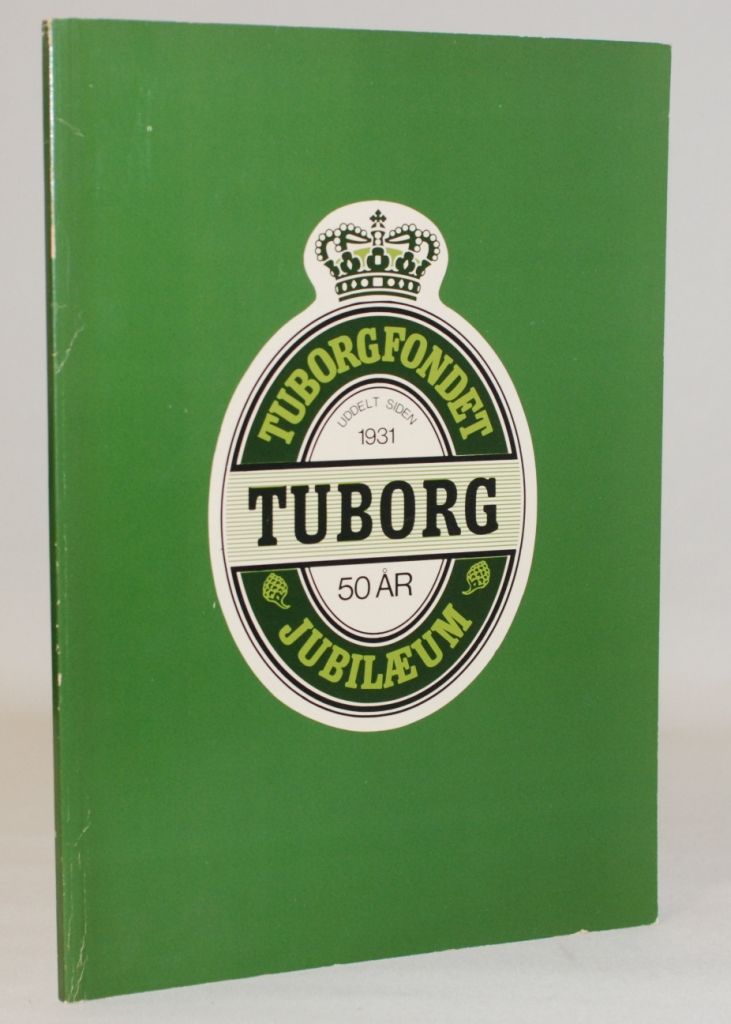 TUBORGFONDET
UDDELT SIDEN
1931
TUBORG
50 ÅR
JUBILÆUM